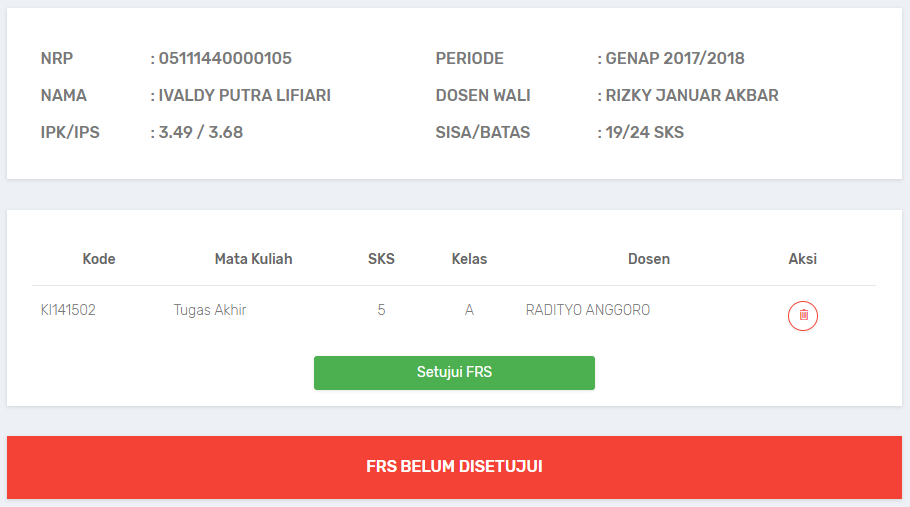 NRP : 05111440000105 PERIODE : GENAP 2017/2018
NAMA : IVALDY PUTRA LIFIARI DOSEN WALI : RIZKY JANUAR AKBAR
IPK/IPS : 3.49 / 3.68 SISA/BATAS : 19/24 SKS
Kode Mata Kuliah SKS Kelas Dosen Aksi
KI141502 Tugas Akhir 5 A RADITYO ANGGORO
Setujui FRS
FRS BELUM DISETUJUI